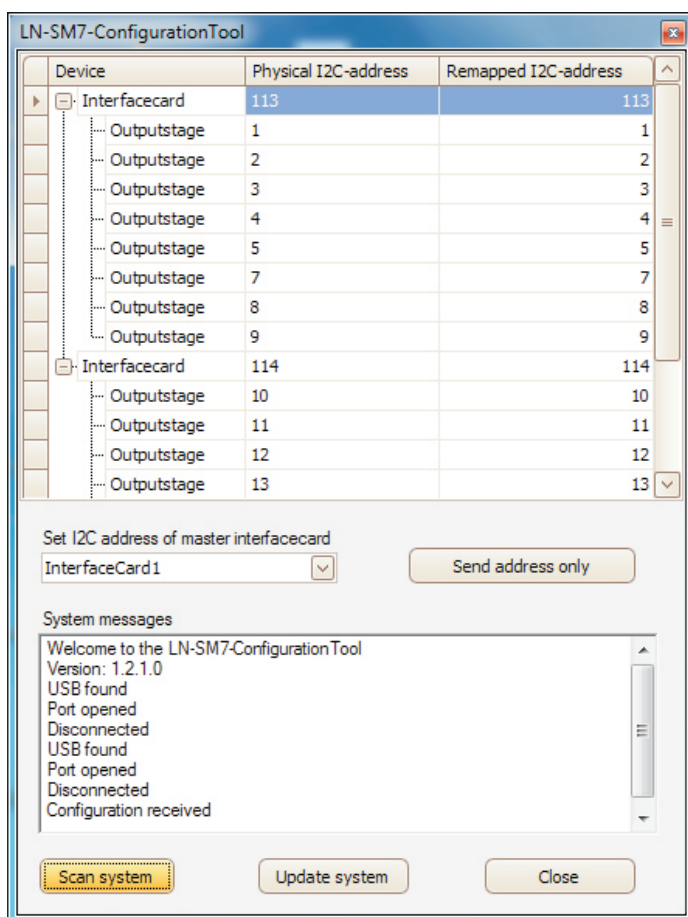 LN-SM7-ConfigurationTool
Device Physical I2C-address Remapped I2C-address
Interfacecard 113 113
Outputstage 1 1
Outputstage 2 2
Outputstage 3 3
Outputstage 4 4
Outputstage 5 5
Outputstage 7 7
Outputstage 8 8
Outputstage 9 9
Interfacecard 114 114
Outputstage 10 10
Outputstage 11 11
Outputstage 12 12
Outputstage 13 13
Set I2C address of master interfacecard
InterfaceCard1 Send address only
System messages
Welcome to the LN-SM7-ConfigurationTool
Version: 1.2.1.0
USB found
Port opened
Disconnected
USB found
Port opened
Disconnected
Configuration received
Scan system Update system Close